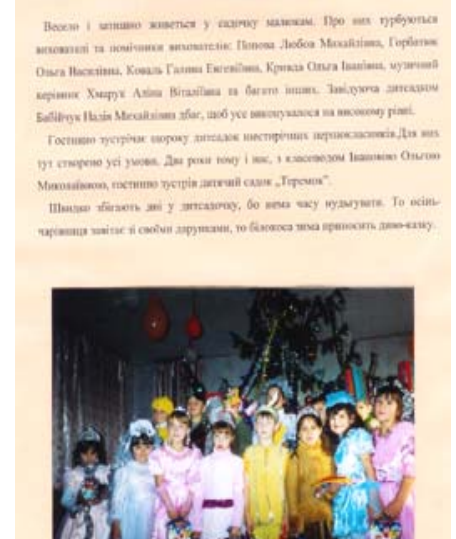 Весело і затишно живеться у садочку малюкам. Про них турбуються
вихователі та помічники вихователів: Попова Любов Михайлівна, Горбатюк
Ольга Василівна, Коваль Галина Євгеніївна, Кривда Ольга Іванівна, музичний
керівник Хмарук Аліна Віталіївна та багато інших. Завідуюча дитсадком
Бабійчук Надія Михайлівна дбає, щоб усе виконувалося на високому рівні.
Гостинно зустрічає щороку дитсадок шестирічних першокласників.Для них
тут створено усі умови. Два роки тому і нас, з класоводом Івановою Ольгою
Миколаївною, гостинно зустрів дитячий садок „Теремок”.
Швидко збігають дні у дитсадочку, бо нема часу нудьгувати. То осінь-
чарівниця завітає зі своїми дарунками, то білокоса зима приносить диво-казку.